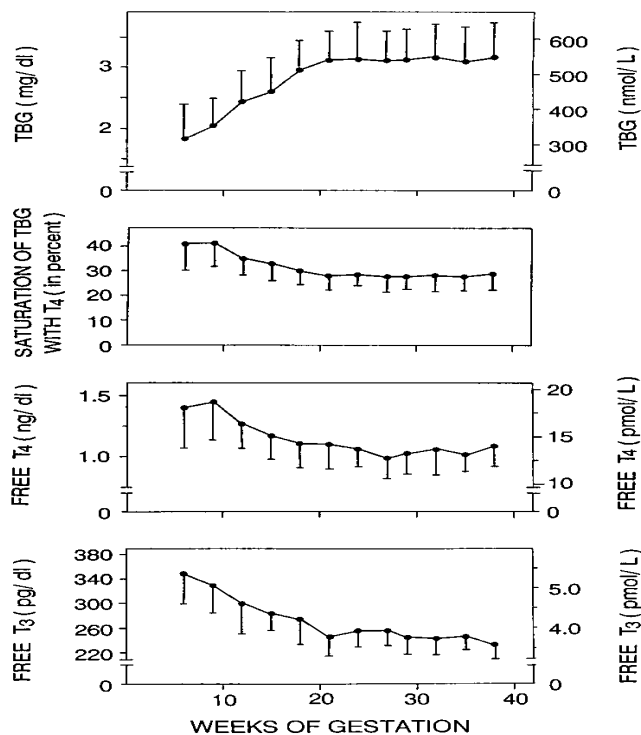 TBG (mg/dl)
3
2
0
600
500
400
300
0
TBG (nmol/L)
SATURATION OF TBG
WITH T4 (in percent)
40
30
20
10
0
FREE T4 (ng/dl)
1.5
1.0
0
20
15
10
0
FREE T4 (pmol/L)
FREE T3 (pg/dl)
380
340
300
260
220
0
5.0
4.0
0
FREE T3 (pmol/L)
10 20 30 40
WEEKS OF GESTATION